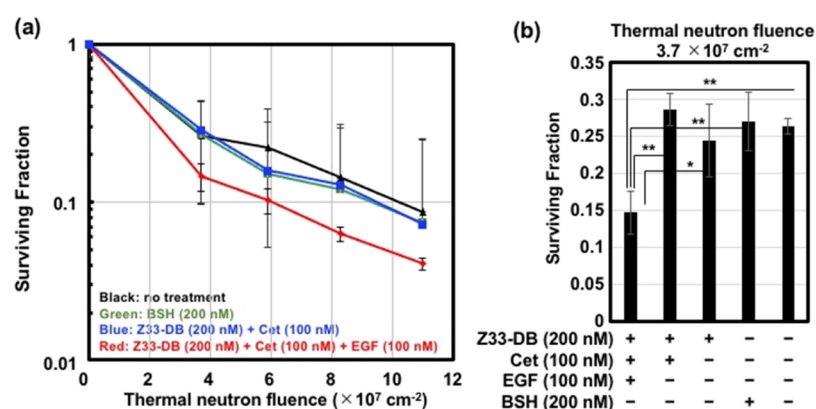 (a)
1
0.1
0.01
Surviving Fraction
Black: no treatment
Green: BSH (200 nM)
Blue: Z33-DB (200 nM) + Cet (100 nM)
Red: Z33-DB (200 nM) + Cet (100 nM) + EGF (100 nM)
0 2 4 6 8 10 12
Thermal neutron fluence (×10⁷ cm⁻²)
(b)
Thermal neutron fluence
3.7 ×10⁷ cm⁻²
Surviving Fraction
0.35
0.3
0.25
0.2
0.15
0.1
0.05
0
**
**
**
*
Z33-DB (200 nM) + + + − −
Cet (100 nM) + + − − −
EGF (100 nM) + − − − −
BSH (200 nM) − − − + −